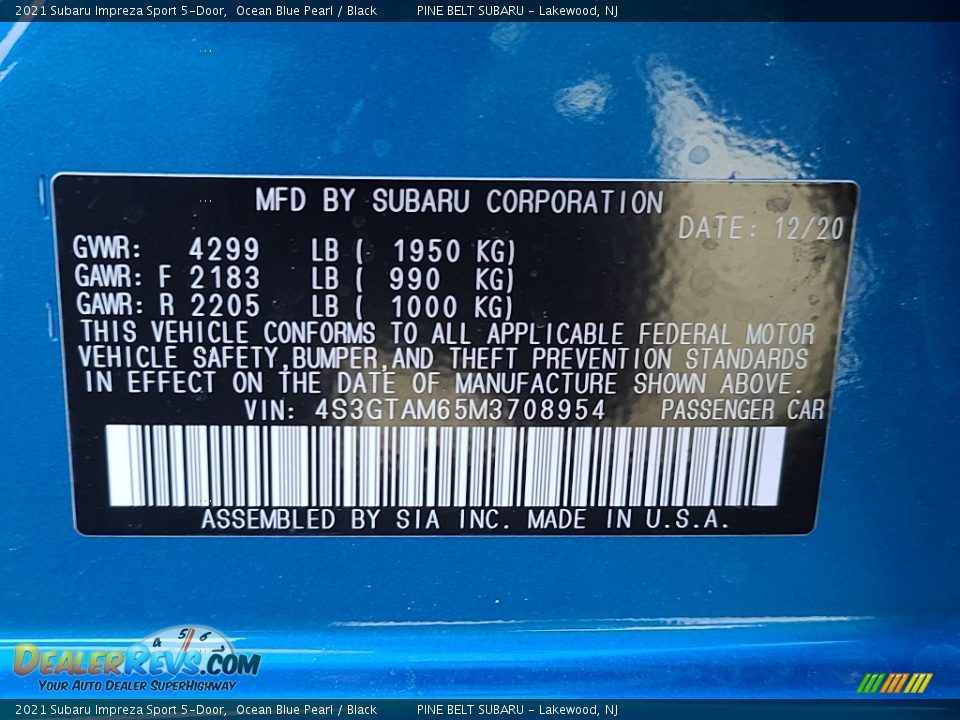 2021 Subaru Impreza Sport 5-Door, Ocean Blue Pearl / Black PINE BELT SUBARU - Lakewood, NJ
MFD BY SUBARU CORPORATION
DATE: 12/20
GVWR: 4299 LB ( 1950 KG)
GAWR: F 2183 LB ( 990 KG)
GAWR: R 2205 LB ( 1000 KG)
THIS VEHICLE CONFORMS TO ALL APPLICABLE FEDERAL MOTOR
VEHICLE SAFETY,BUMPER,AND THEFT PREVENTION STANDARDS
IN EFFECT ON THE DATE OF MANUFACTURE SHOWN ABOVE.
VIN: 4S3GTAM65M3708954 PASSENGER CAR
ASSEMBLED BY SIA INC. MADE IN U.S.A.
4 5 6 7
DEALERREVS.COM
YOUR AUTO DEALER SUPERHIGHWAY
2021 Subaru Impreza Sport 5-Door, Ocean Blue Pearl / Black PINE BELT SUBARU - Lakewood, NJ